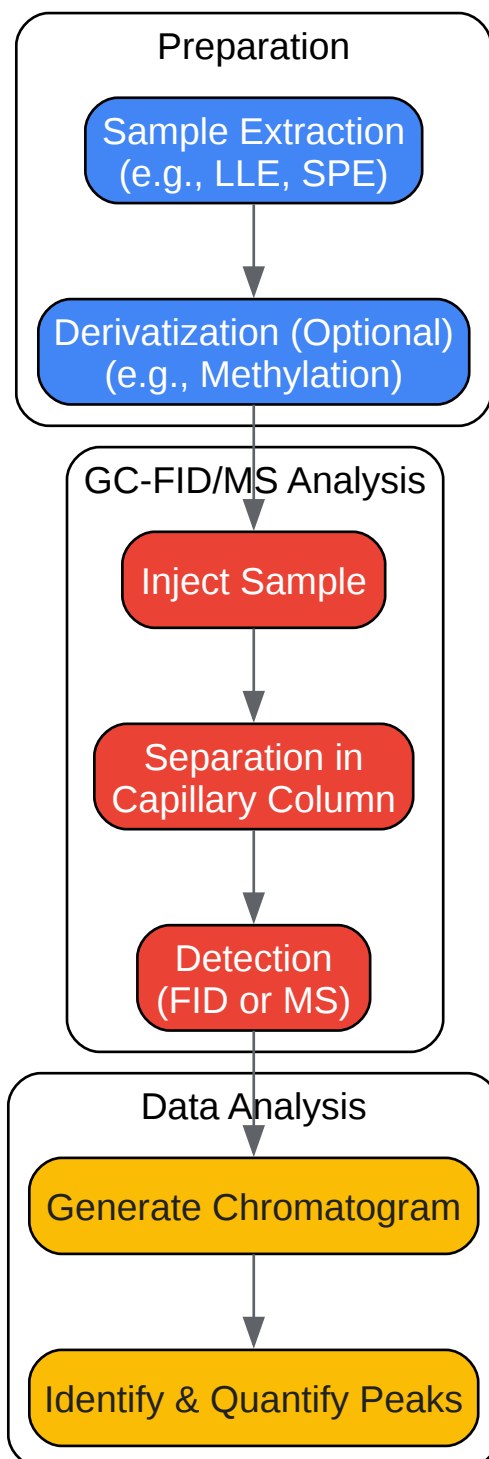 Preparation
Sample Extraction
(e.g., LLE, SPE)
Derivatization (Optional)
(e.g., Methylation)
GC-FID/MS Analysis
Inject Sample
Separation in
Capillary Column
Detection
(FID or MS)
Data Analysis
Generate Chromatogram
Identify & Quantify Peaks